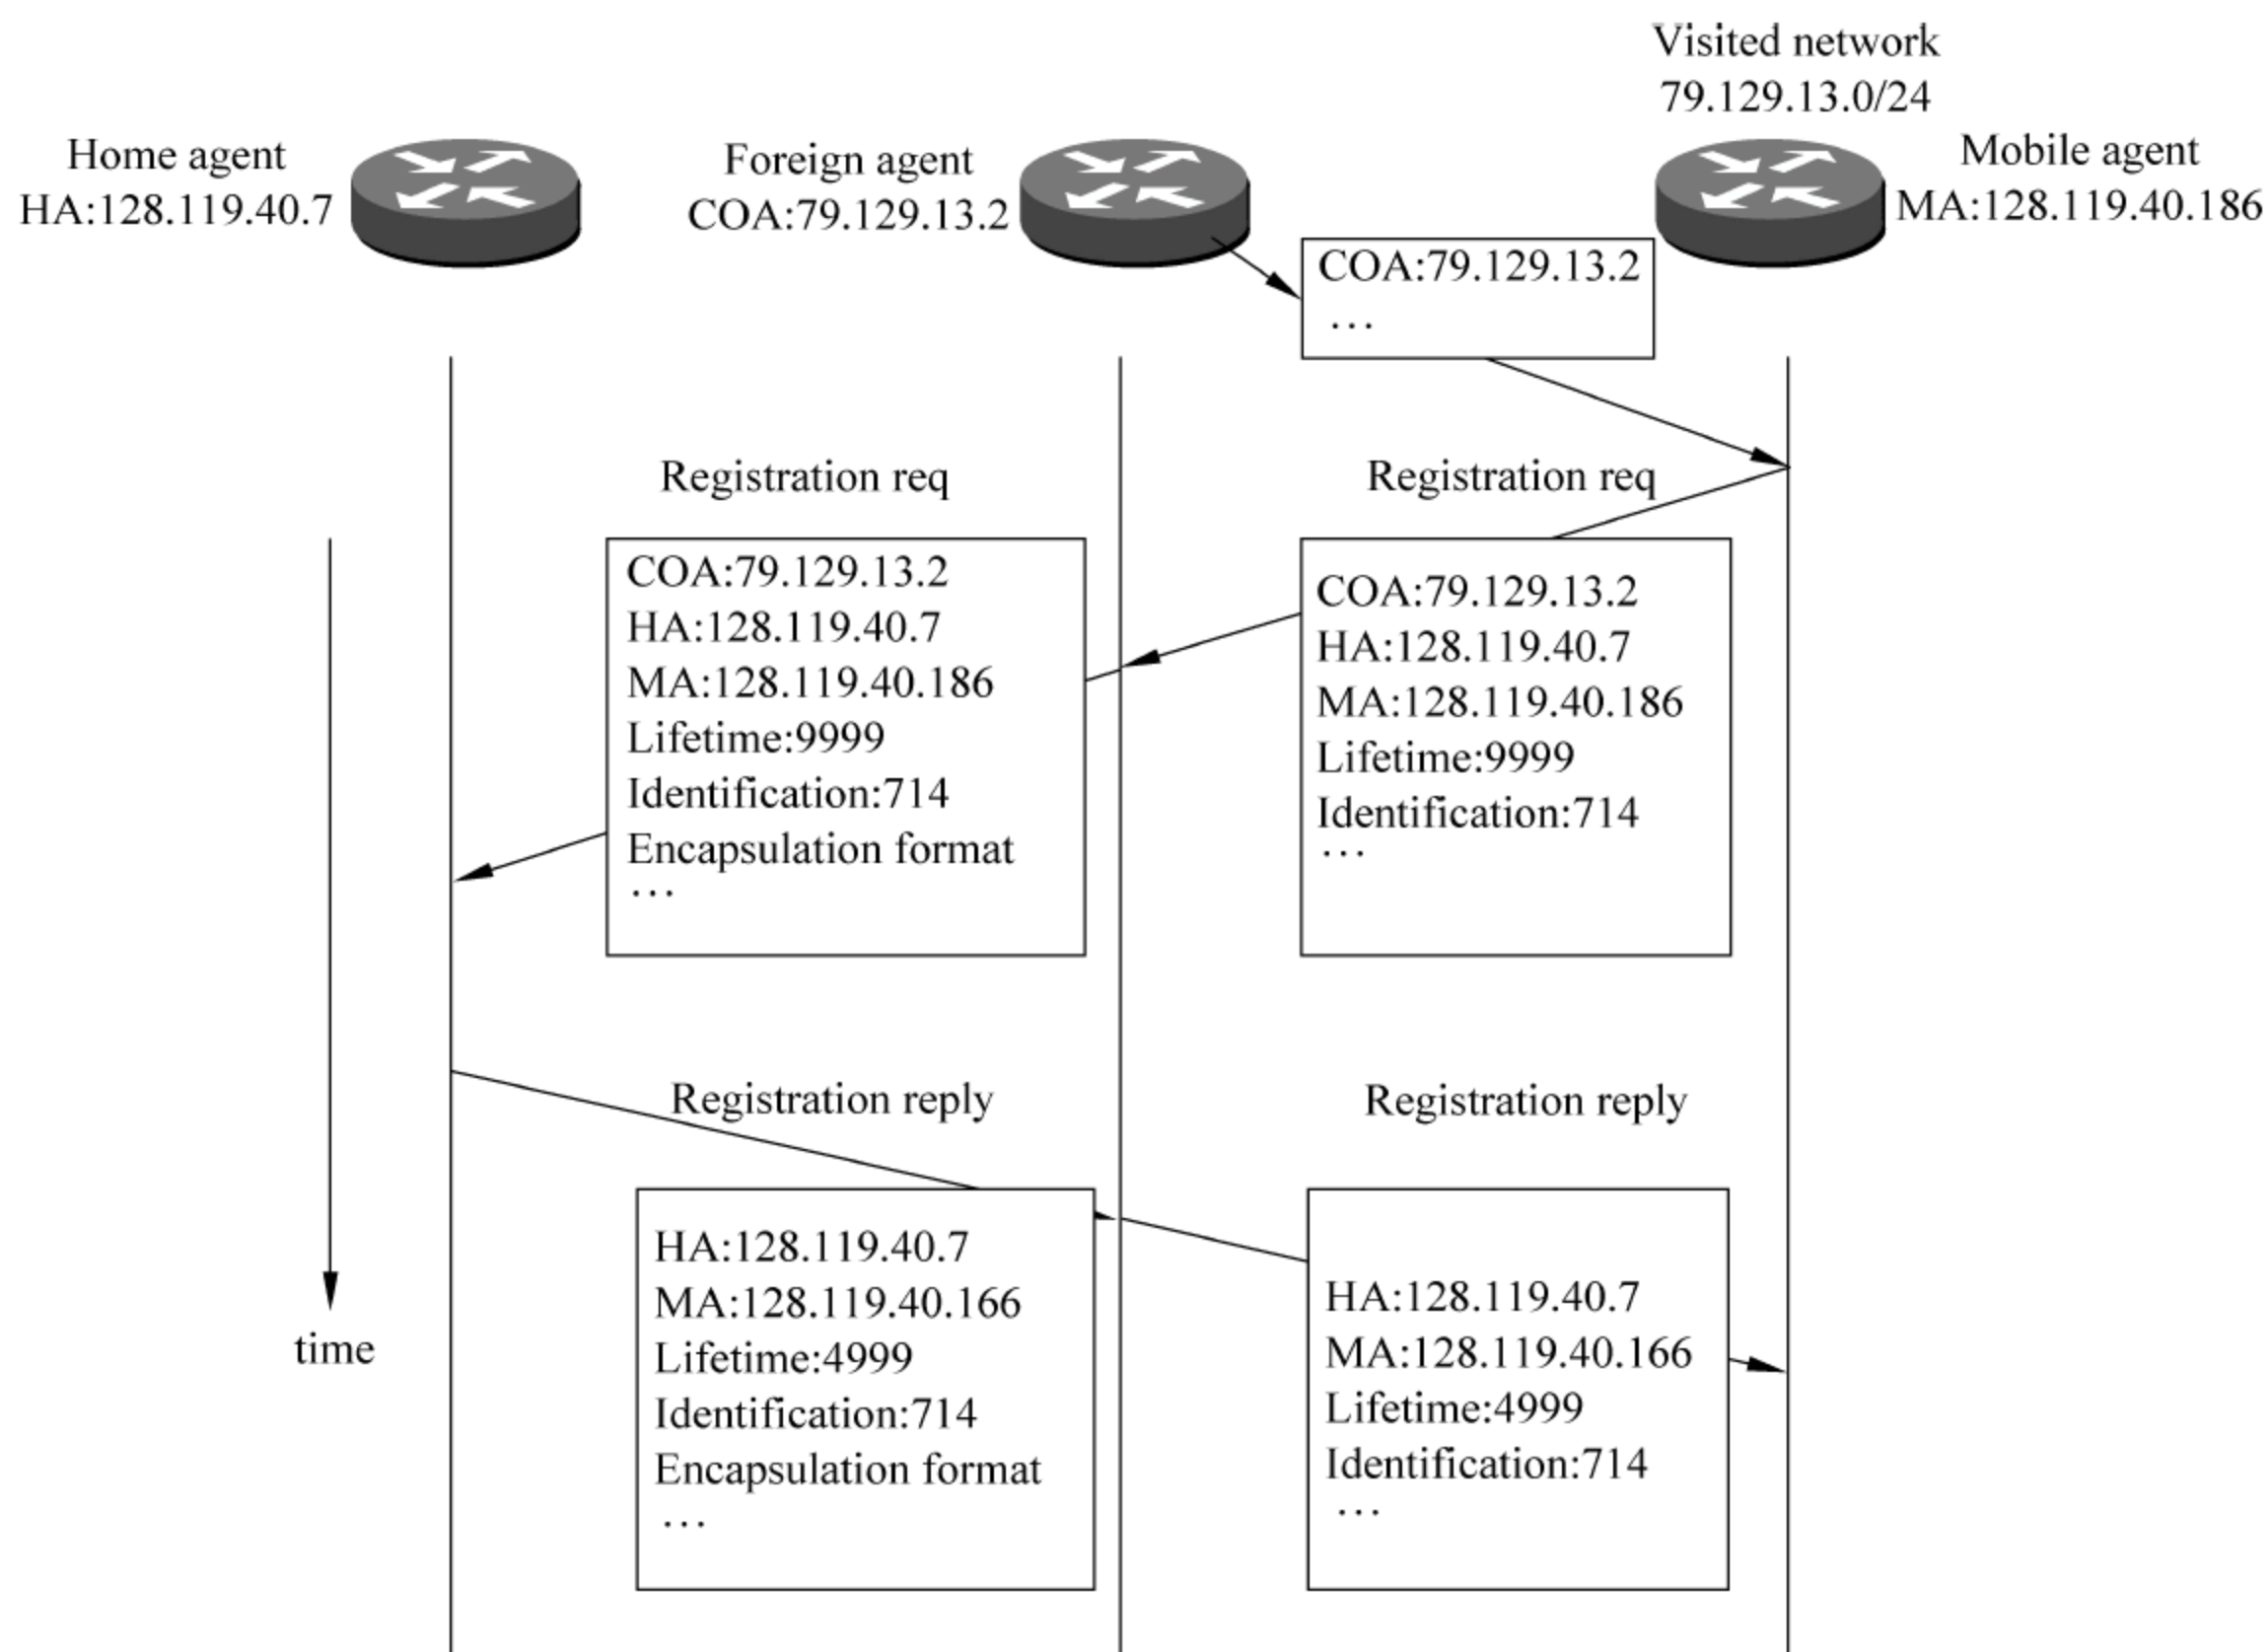 Visited network
79.129.13.0/24
Home agent
HA:128.119.40.7
Foreign agent
COA:79.129.13.2
Mobile agent
MA:128.119.40.186
COA:79.129.13.2
…
Registration req
Registration req
COA:79.129.13.2
HA:128.119.40.7
MA:128.119.40.186
Lifetime:9999
Identification:714
Encapsulation format
…
COA:79.129.13.2
HA:128.119.40.7
MA:128.119.40.186
Lifetime:9999
Identification:714
…
Registration reply
Registration reply
HA:128.119.40.7
MA:128.119.40.166
Lifetime:4999
Identification:714
Encapsulation format
…
HA:128.119.40.7
MA:128.119.40.166
Lifetime:4999
Identification:714
…
time